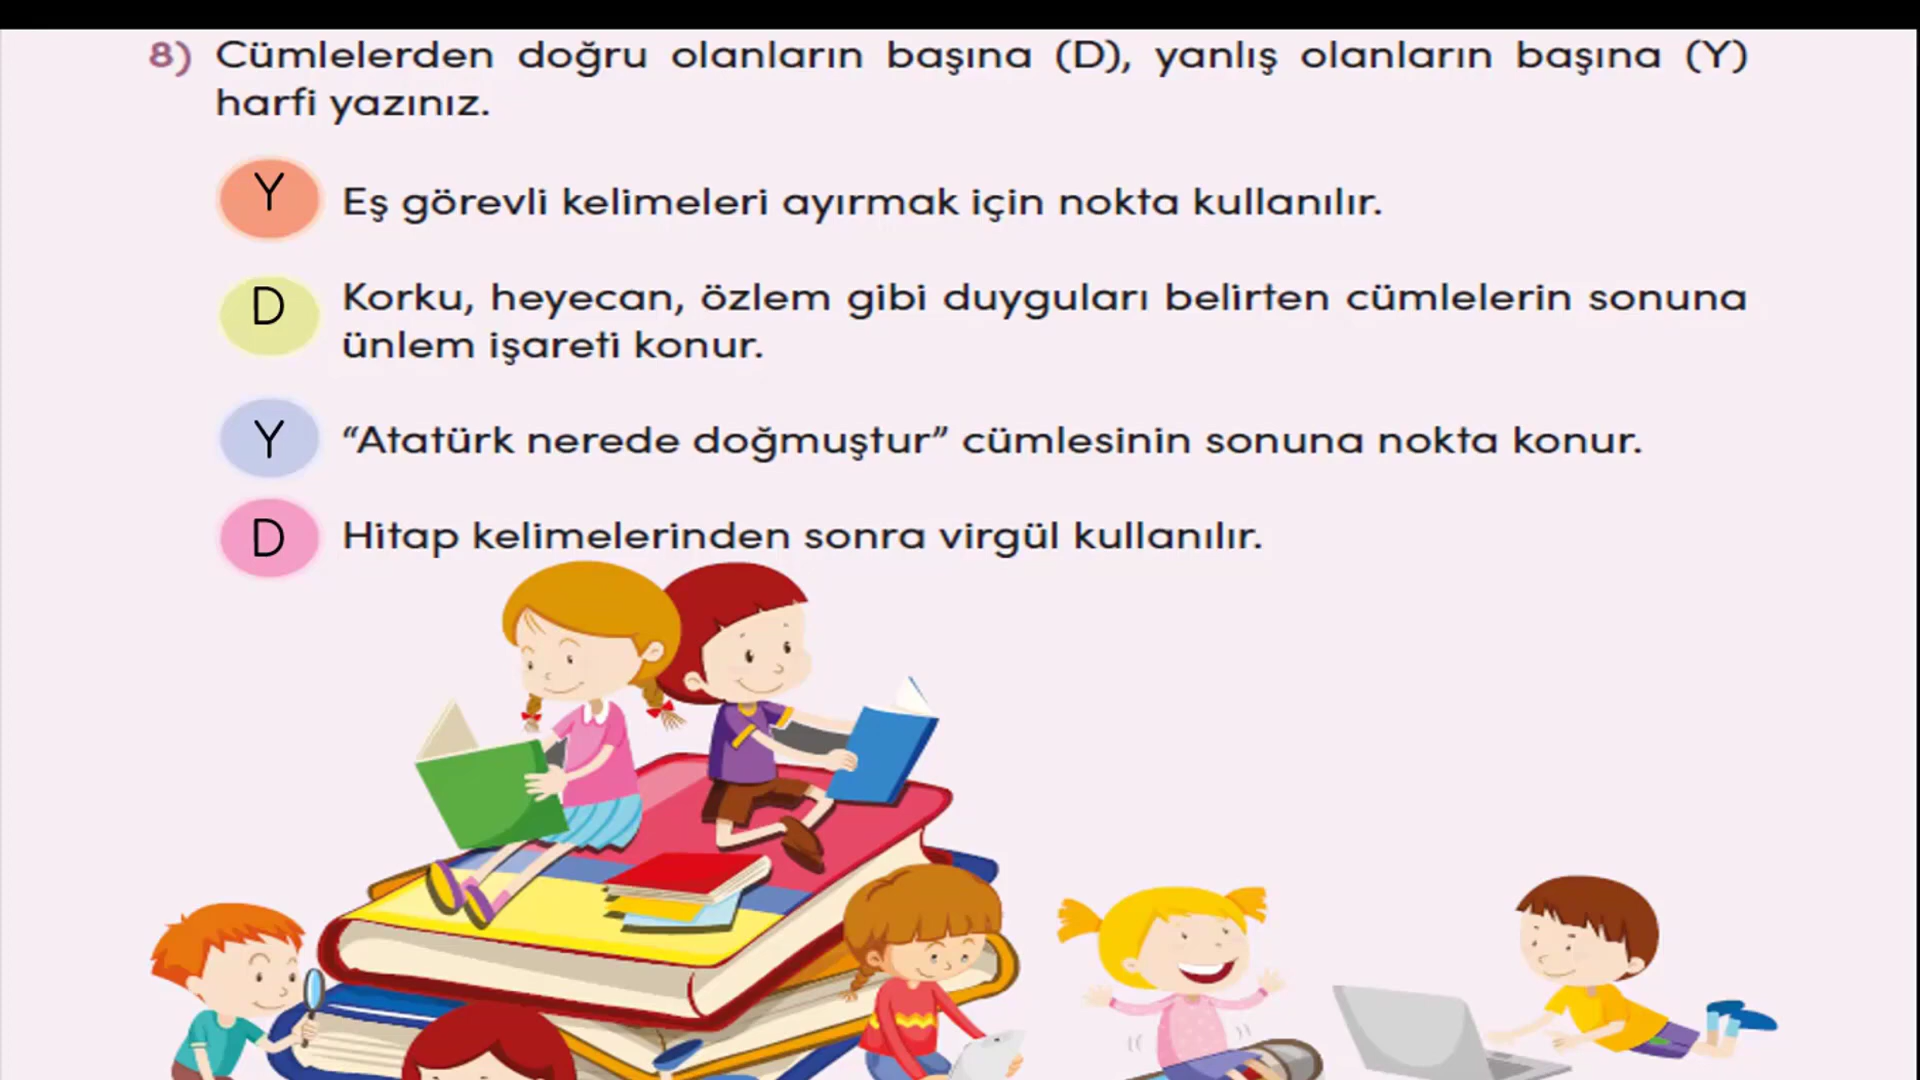 8) Cümlelerden doğru olanların başına (D), yanlış olanların başına (Y)
harfi yazınız.
Y Eş görevli kelimeleri ayırmak için nokta kullanılır.
D Korku, heyecan, özlem gibi duyguları belirten cümlelerin sonuna
ünlem işareti konur.
Y “Atatürk nerede doğmuştur” cümlesinin sonuna nokta konur.
D Hitap kelimelerinden sonra virgül kullanılır.